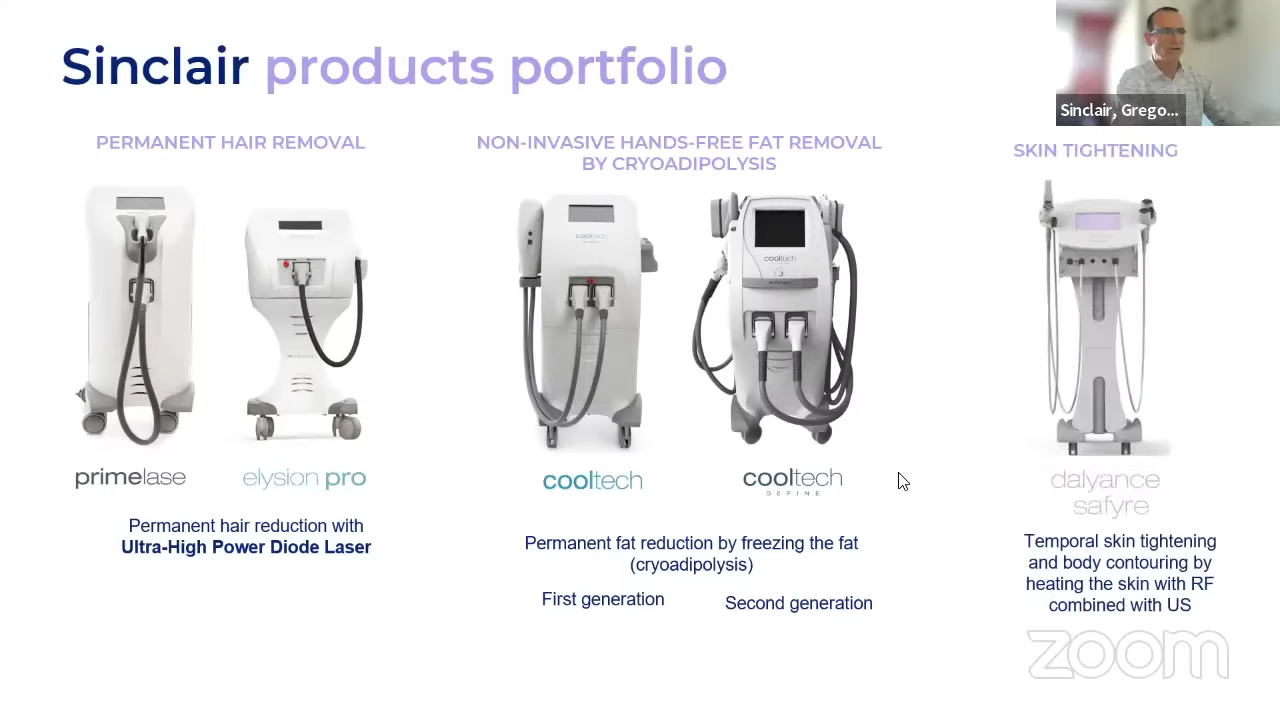 Sinclair products portfolio
Sinclair, Grego...
PERMANENT HAIR REMOVAL
NON-INVASIVE HANDS-FREE FAT REMOVAL
BY CRYOADIPOLYSIS
SKIN TIGHTENING
cooltech
cooltech
primelase
elysion pro
cooltech
cooltech
DEFINE
dalyance
safyre
Permanent hair reduction with
Ultra-High Power Diode Laser
Permanent fat reduction by freezing the fat
(cryoadipolysis)
First generation
Second generation
Temporal skin tightening
and body contouring by
heating the skin with RF
combined with US
zoom